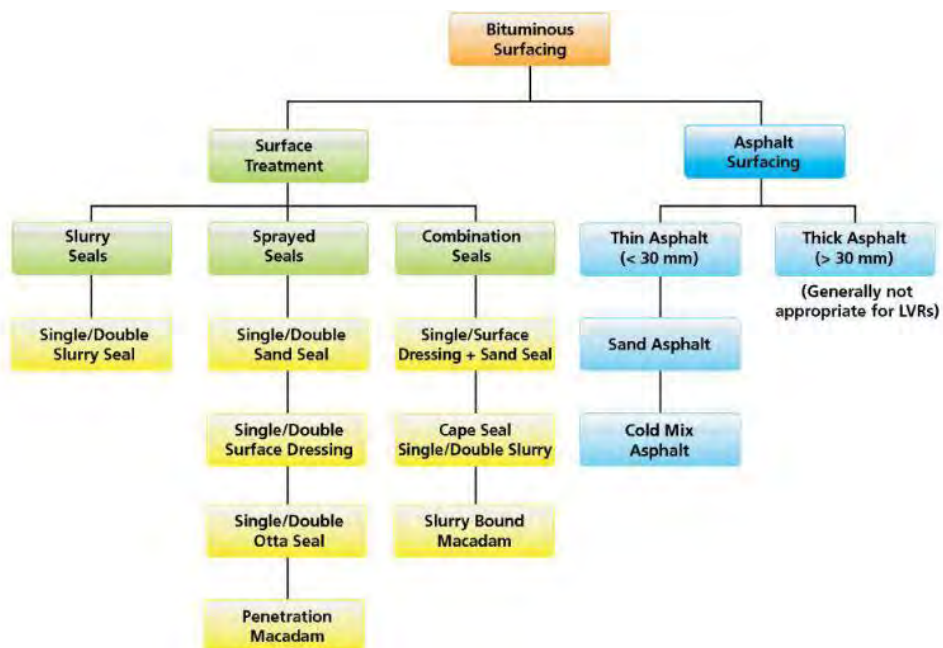 Bituminous
Surfacing
Surface
Treatment
Asphalt
Surfacing
Slurry
Seals
Sprayed
Seals
Combination
Seals
Thin Asphalt
(< 30 mm)
Thick Asphalt
(> 30 mm)
(Generally not
appropriate for LVRs)
Single/Double
Slurry Seal
Single/Double
Sand Seal
Single/Surface
Dressing + Sand Seal
Sand Asphalt
Single/Double
Surface Dressing
Cape Seal
Single/Double Slurry
Cold Mix
Asphalt
Single/Double
Otta Seal
Slurry Bound
Macadam
Penetration
Macadam